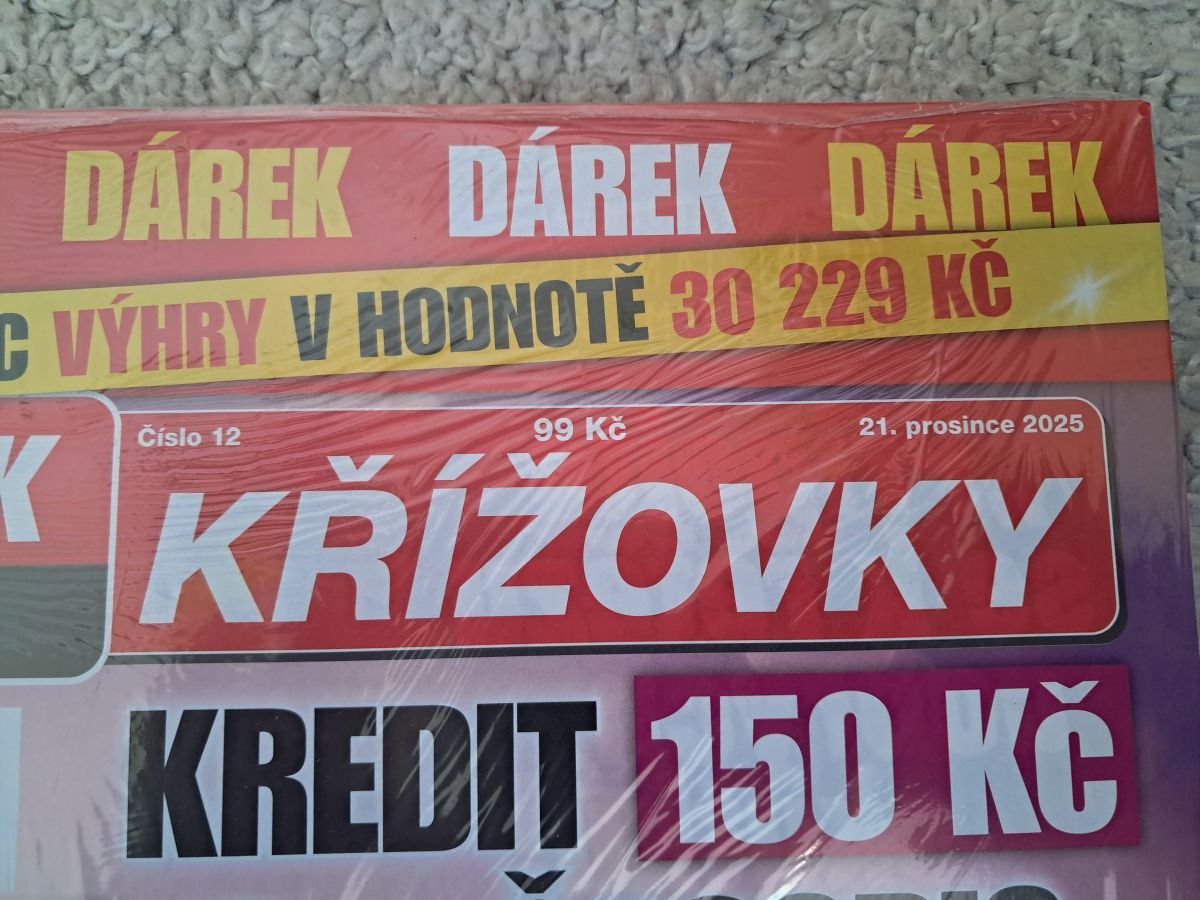 DÁREK DÁREK DÁREK
C VÝHRY V HODNOTĚ 30 229 KČ
Číslo 12 99 Kč 21. prosince 2025
K KŘÍŽOVKY
KREDIT 150 KČ